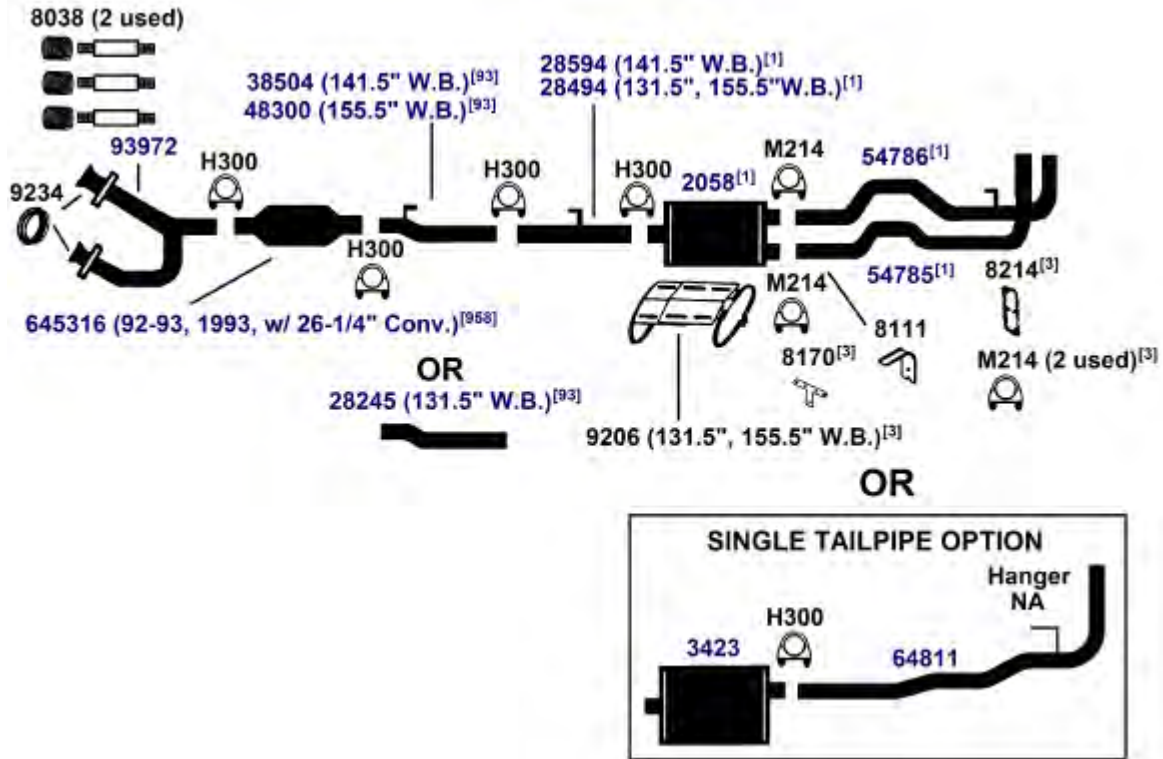 8038 (2 used)
93972
9234
H300
38504 (141.5" W.B.)[93]
48300 (155.5" W.B.)[93]
H300
28594 (141.5" W.B.)[1]
28494 (131.5", 155.5"W.B.)[1]
H300
H300
2058[1]
M214
54786[1]
54785[1]
M214
8170[3]
8111
8214[3]
M214 (2 used)[3]
645316 (92-93, 1993, w/ 26-1/4" Conv.)[958]
OR
28245 (131.5" W.B.)[93]
9206 (131.5", 155.5" W.B.)[3]
OR
SINGLE TAILPIPE OPTION
Hanger
NA
H300
3423
64811